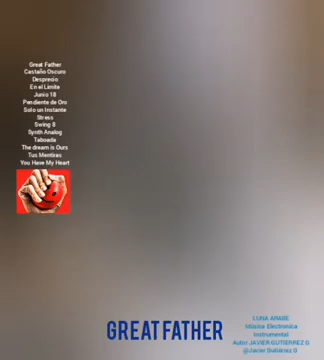 Great Father
Castaño Oscuro
Desprecio
En el Limite
Junio 18
Pendiente de Oro
Solo un Instante
Stress
Swing 8
Synth Analog
Taboada
The dream is Ours
Tus Mentiras
You Have My Heart
GREAT FATHER
LUNA ARABE
Música Electronica
Instrumental
Autor JAVIER GUTIERREZ G
@Javier Gutiérrez G